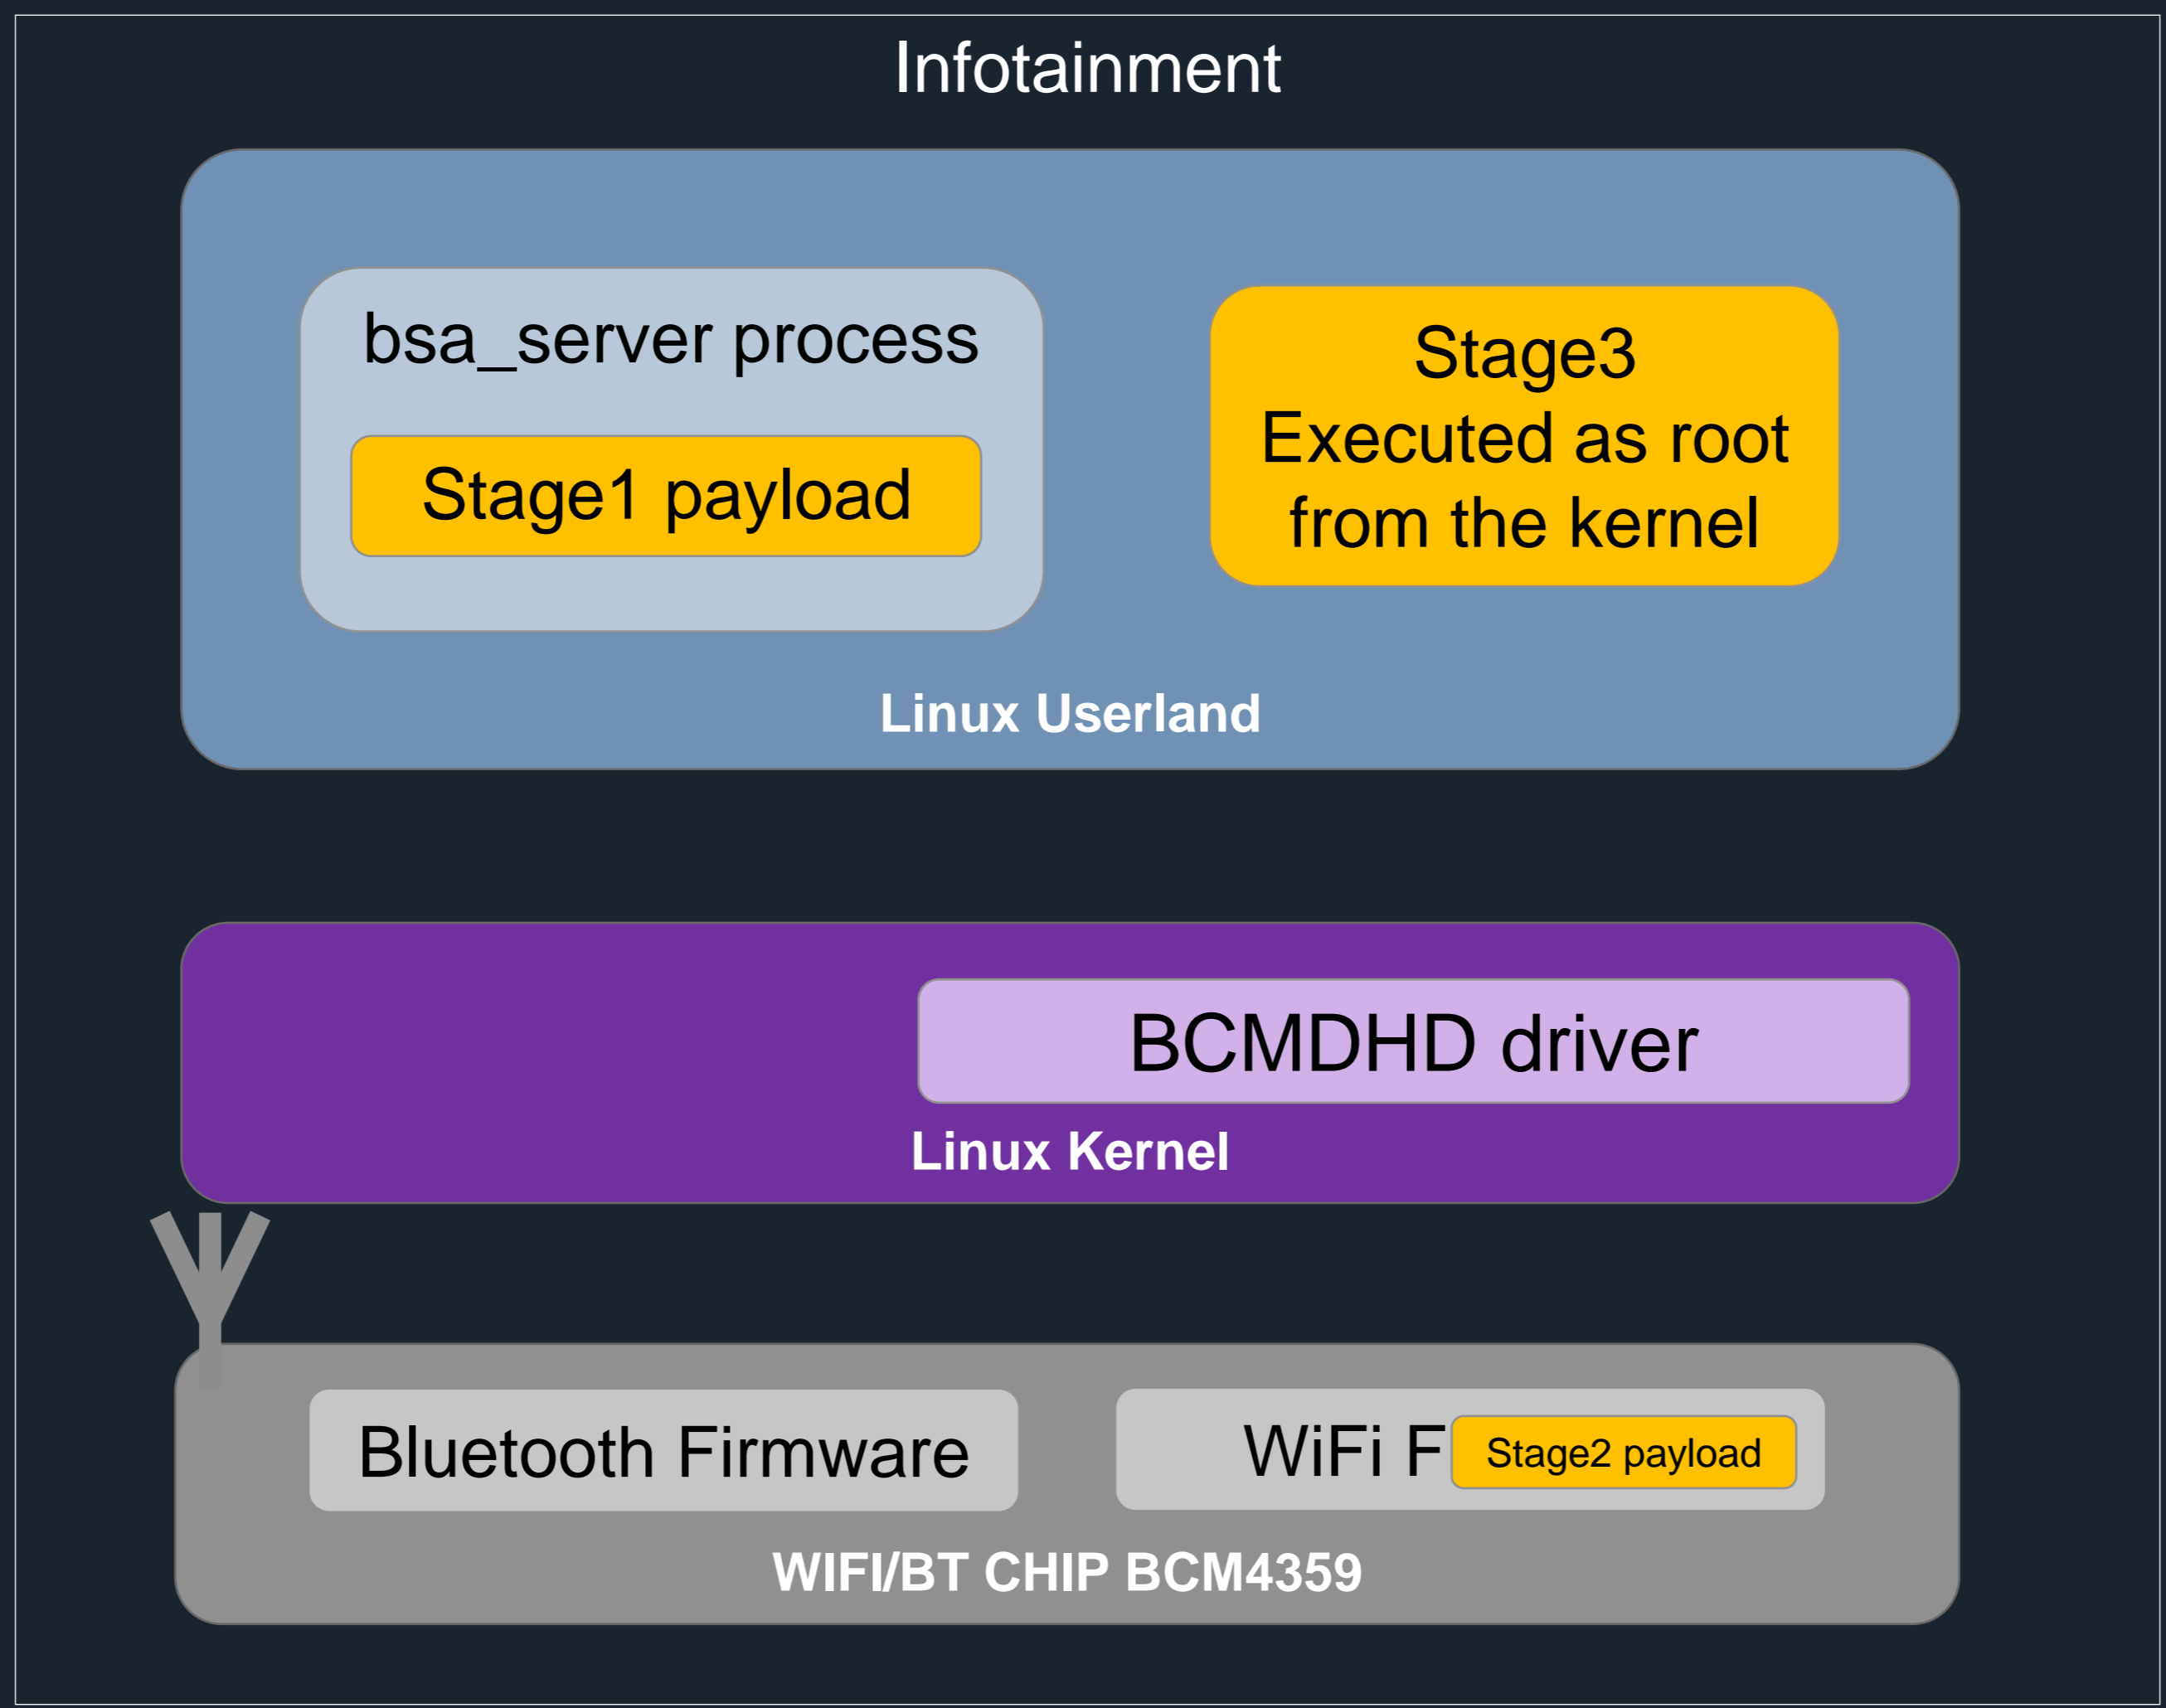 Infotainment
bsa_server process
Stage1 payload
Stage3
Executed as root
from the kernel
Linux Userland
BCMDHD driver
Linux Kernel
Bluetooth Firmware
WiFi F
Stage2 payload
WIFI/BT CHIP BCM4359